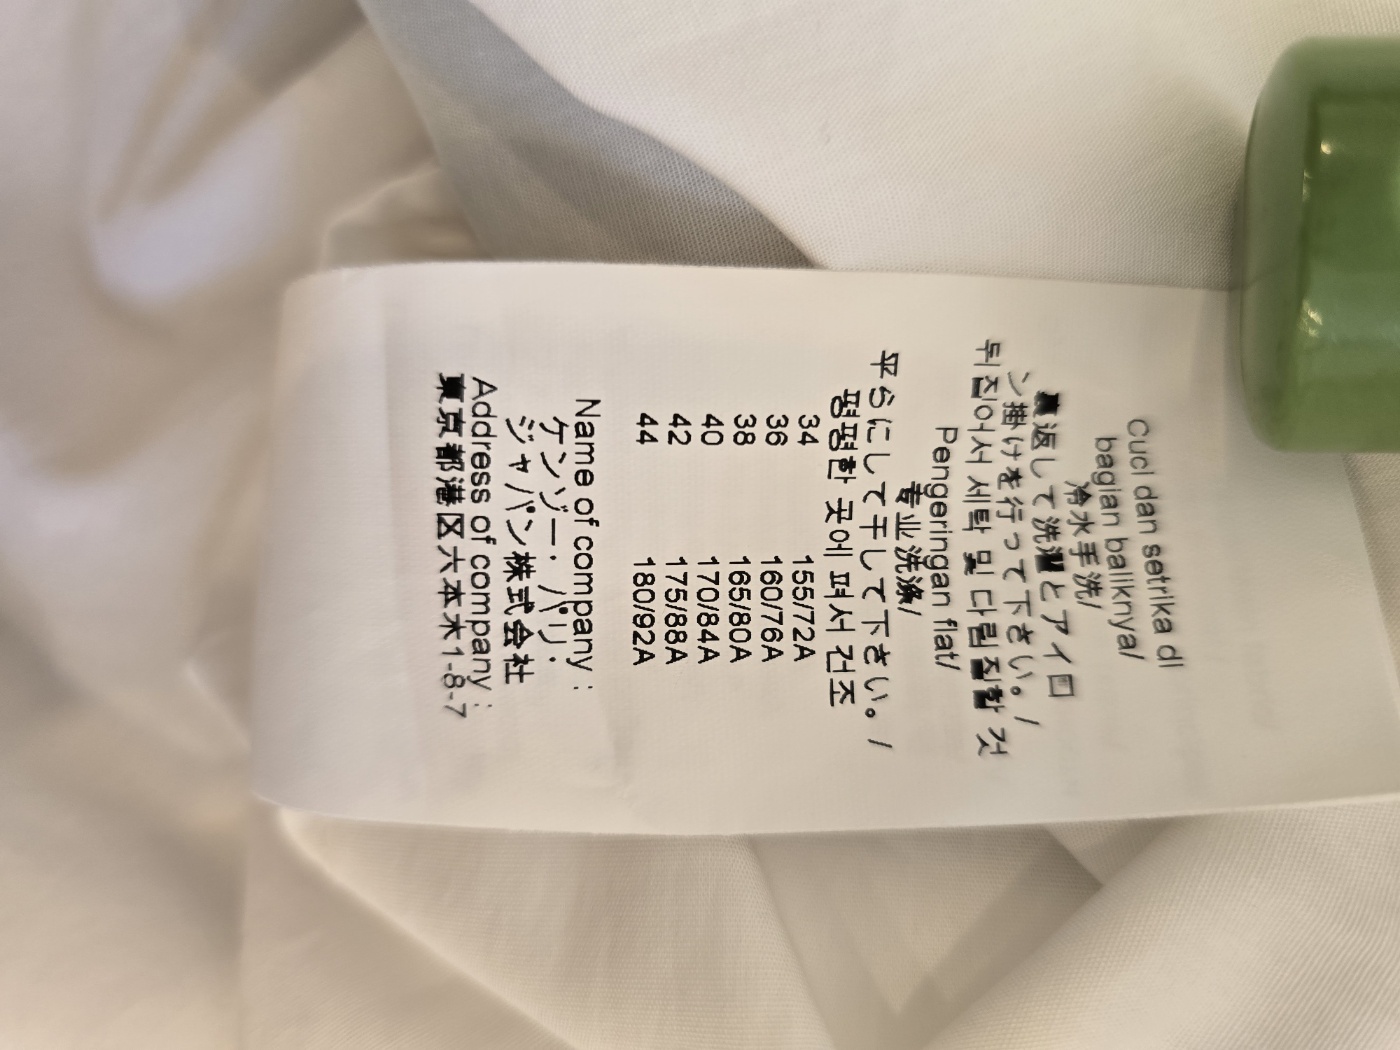 Cuci dan setrika di
bagian baliknya/
冷水手洗/
裏返して洗濯とアイロ
ン掛けを行って下さい。/
뒤집어서 세탁 및 다림질할 것
Pengeringan flat/
专业洗涤/
平らにして干して下さい。/
평평한 곳에 펴서 건조
34 155/72A
36 160/76A
38 165/80A
40 170/84A
42 175/88A
44 180/92A
Name of company :
ケンゾー・パリ・
ジャパン株式会社
Address of company :
東京都港区六本木1-8-7